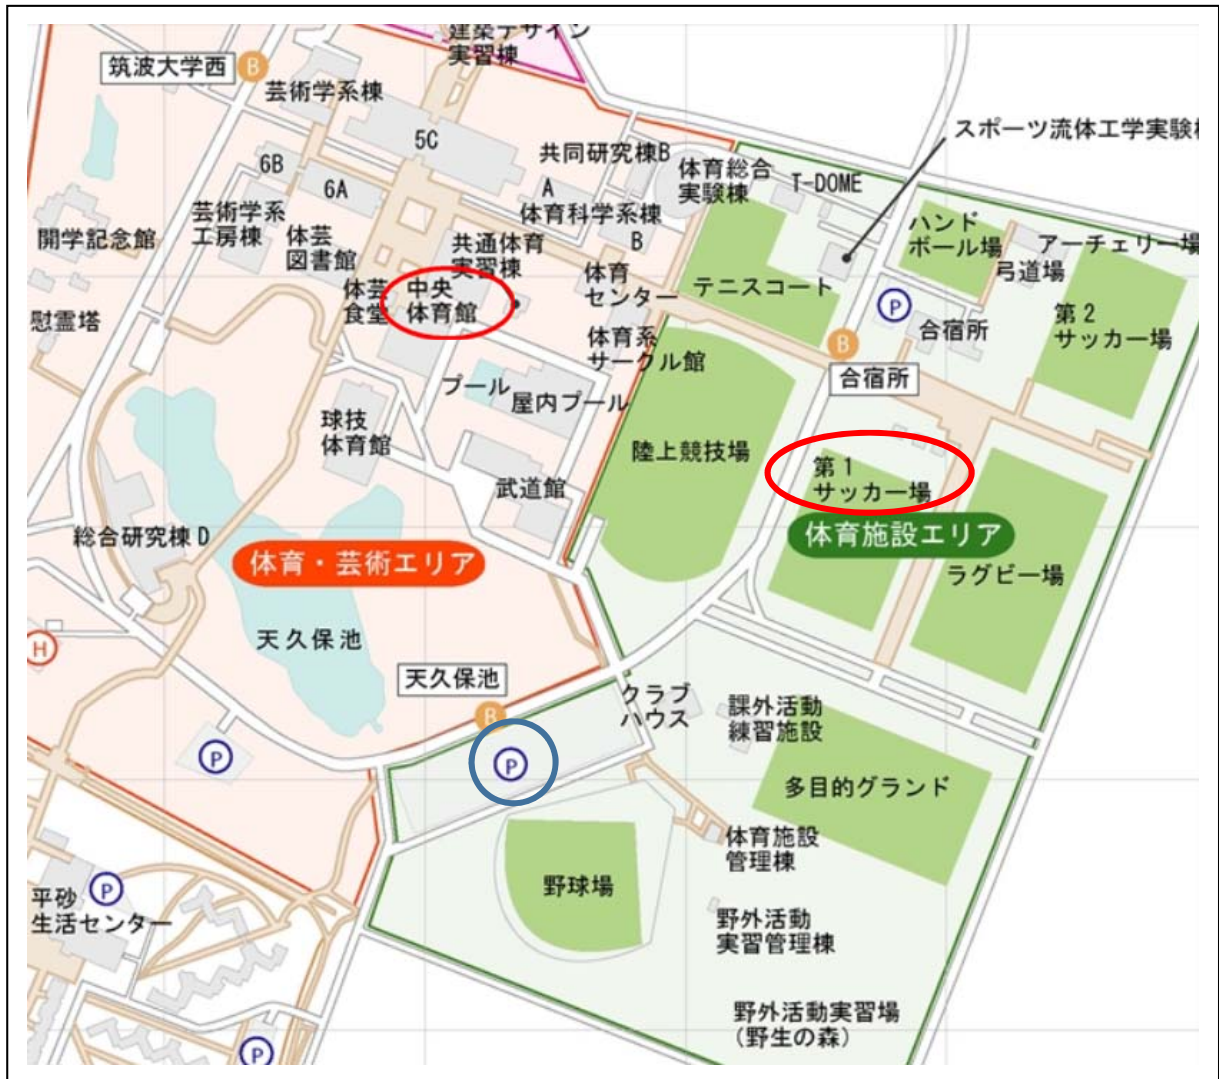 建築デザイン
実習棟
筑波大学西
B
芸術学系棟
5C
スポーツ流体工学実験
共同研究棟B
体育総合
実験棟
T-DOME
6B
6A
A
体育科学系棟
B
ハンド
ボール場
アーチェリー場
弓道場
開学記念館
芸術学系
工房棟
体芸
図書館
共通体育
実習棟
体育
センター
テニスコート
体芸
食堂
中央
体育館
P
合宿所
第2
サッカー場
慰霊塔
体育系
サークル館
B
合宿所
プール
屋内プール
球技
体育館
陸上競技場
第1
サッカー場
武道館
総合研究棟D
体育・芸術エリア
体育施設エリア
ラグビー場
天久保池
H
天久保池
B
クラブ
ハウス
課外活動
練習施設
P
P
多目的グランド
体育施設
管理棟
野球場
平砂
生活センター
P
野外活動
実習管理棟
野外活動実習場
(野生の森)
P